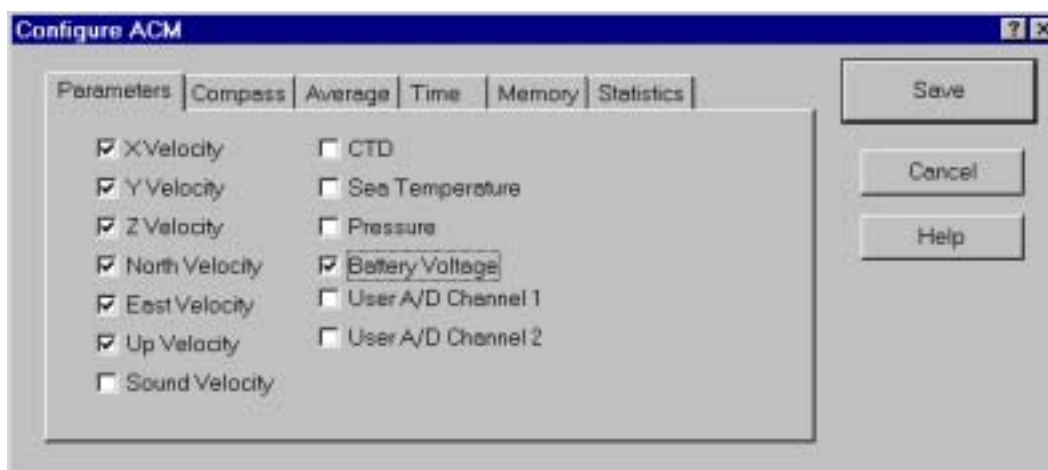 Configure ACM
Parameters Compass Average Time Memory Statistics
X Velocity
Y Velocity
Z Velocity
North Velocity
East Velocity
Up Velocity
Sound Velocity
CTD
Sea Temperature
Pressure
Battery Voltage
User A/D Channel 1
User A/D Channel 2
Save
Cancel
Help